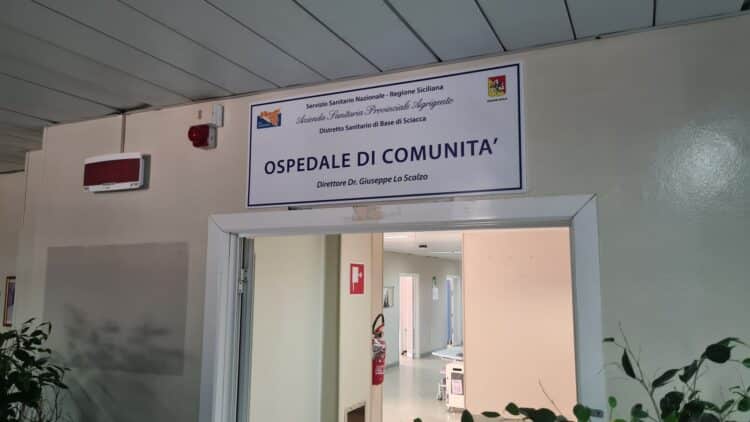 Servizio Sanitario Nazionale - Regione Siciliana
Azienda Sanitaria Provinciale Agrigento
Distretto Sanitario di Base di Sciacca
OSPEDALE DI COMUNITA'
Direttore Dr. Giuseppe Lo Scalzo